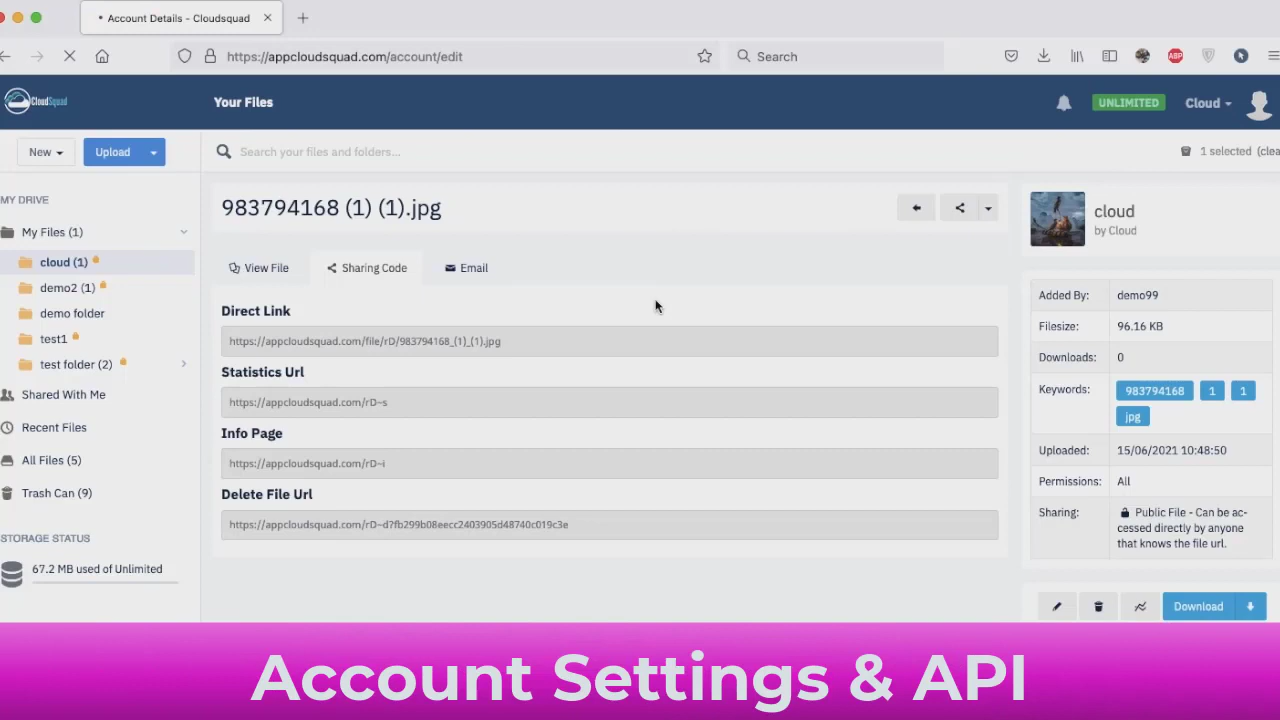 Account Details - Cloudsquad
https://appcloudsquad.com/account/edit
Search
ABP
CloudSquad
Your Files
UNLIMITED
Cloud
New
Upload
Search your files and folders...
1 selected (clea
MY DRIVE
My Files (1)
cloud (1)
demo2 (1)
demo folder
test1
test folder (2)
Shared With Me
Recent Files
All Files (5)
Trash Can (9)
STORAGE STATUS
67.2 MB used of Unlimited
983794168 (1) (1).jpg
View File
Sharing Code
Email
Direct Link
https://appcloudsquad.com/file/rD/983794168_(1)_(1).jpg
Statistics Url
https://appcloudsquad.com/rD~s
Info Page
https://appcloudsquad.com/rD~i
Delete File Url
https://appcloudsquad.com/rD~d7fb299b08eecc2403905d48740c019c3e
cloud
by Cloud
Added By: demo99
Filesize: 96.16 KB
Downloads: 0
Keywords: 983794168 1 1
jpg
Uploaded: 15/06/2021 10:48:50
Permissions: All
Sharing: Public File - Can be ac-
cessed directly by anyone
that knows the file url.
Download
Account Settings & API